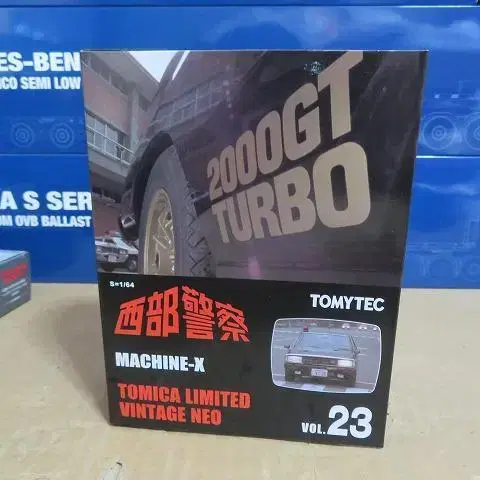 ES-BEN
ICO SEMI LOW
A S SER
OM OVB BALLAST
2000GT
TURBO
S=1/64
西部警察
TOMYTEC
MACHINE-X
TOMICA LIMITED
VINTAGE NEO
VOL.23